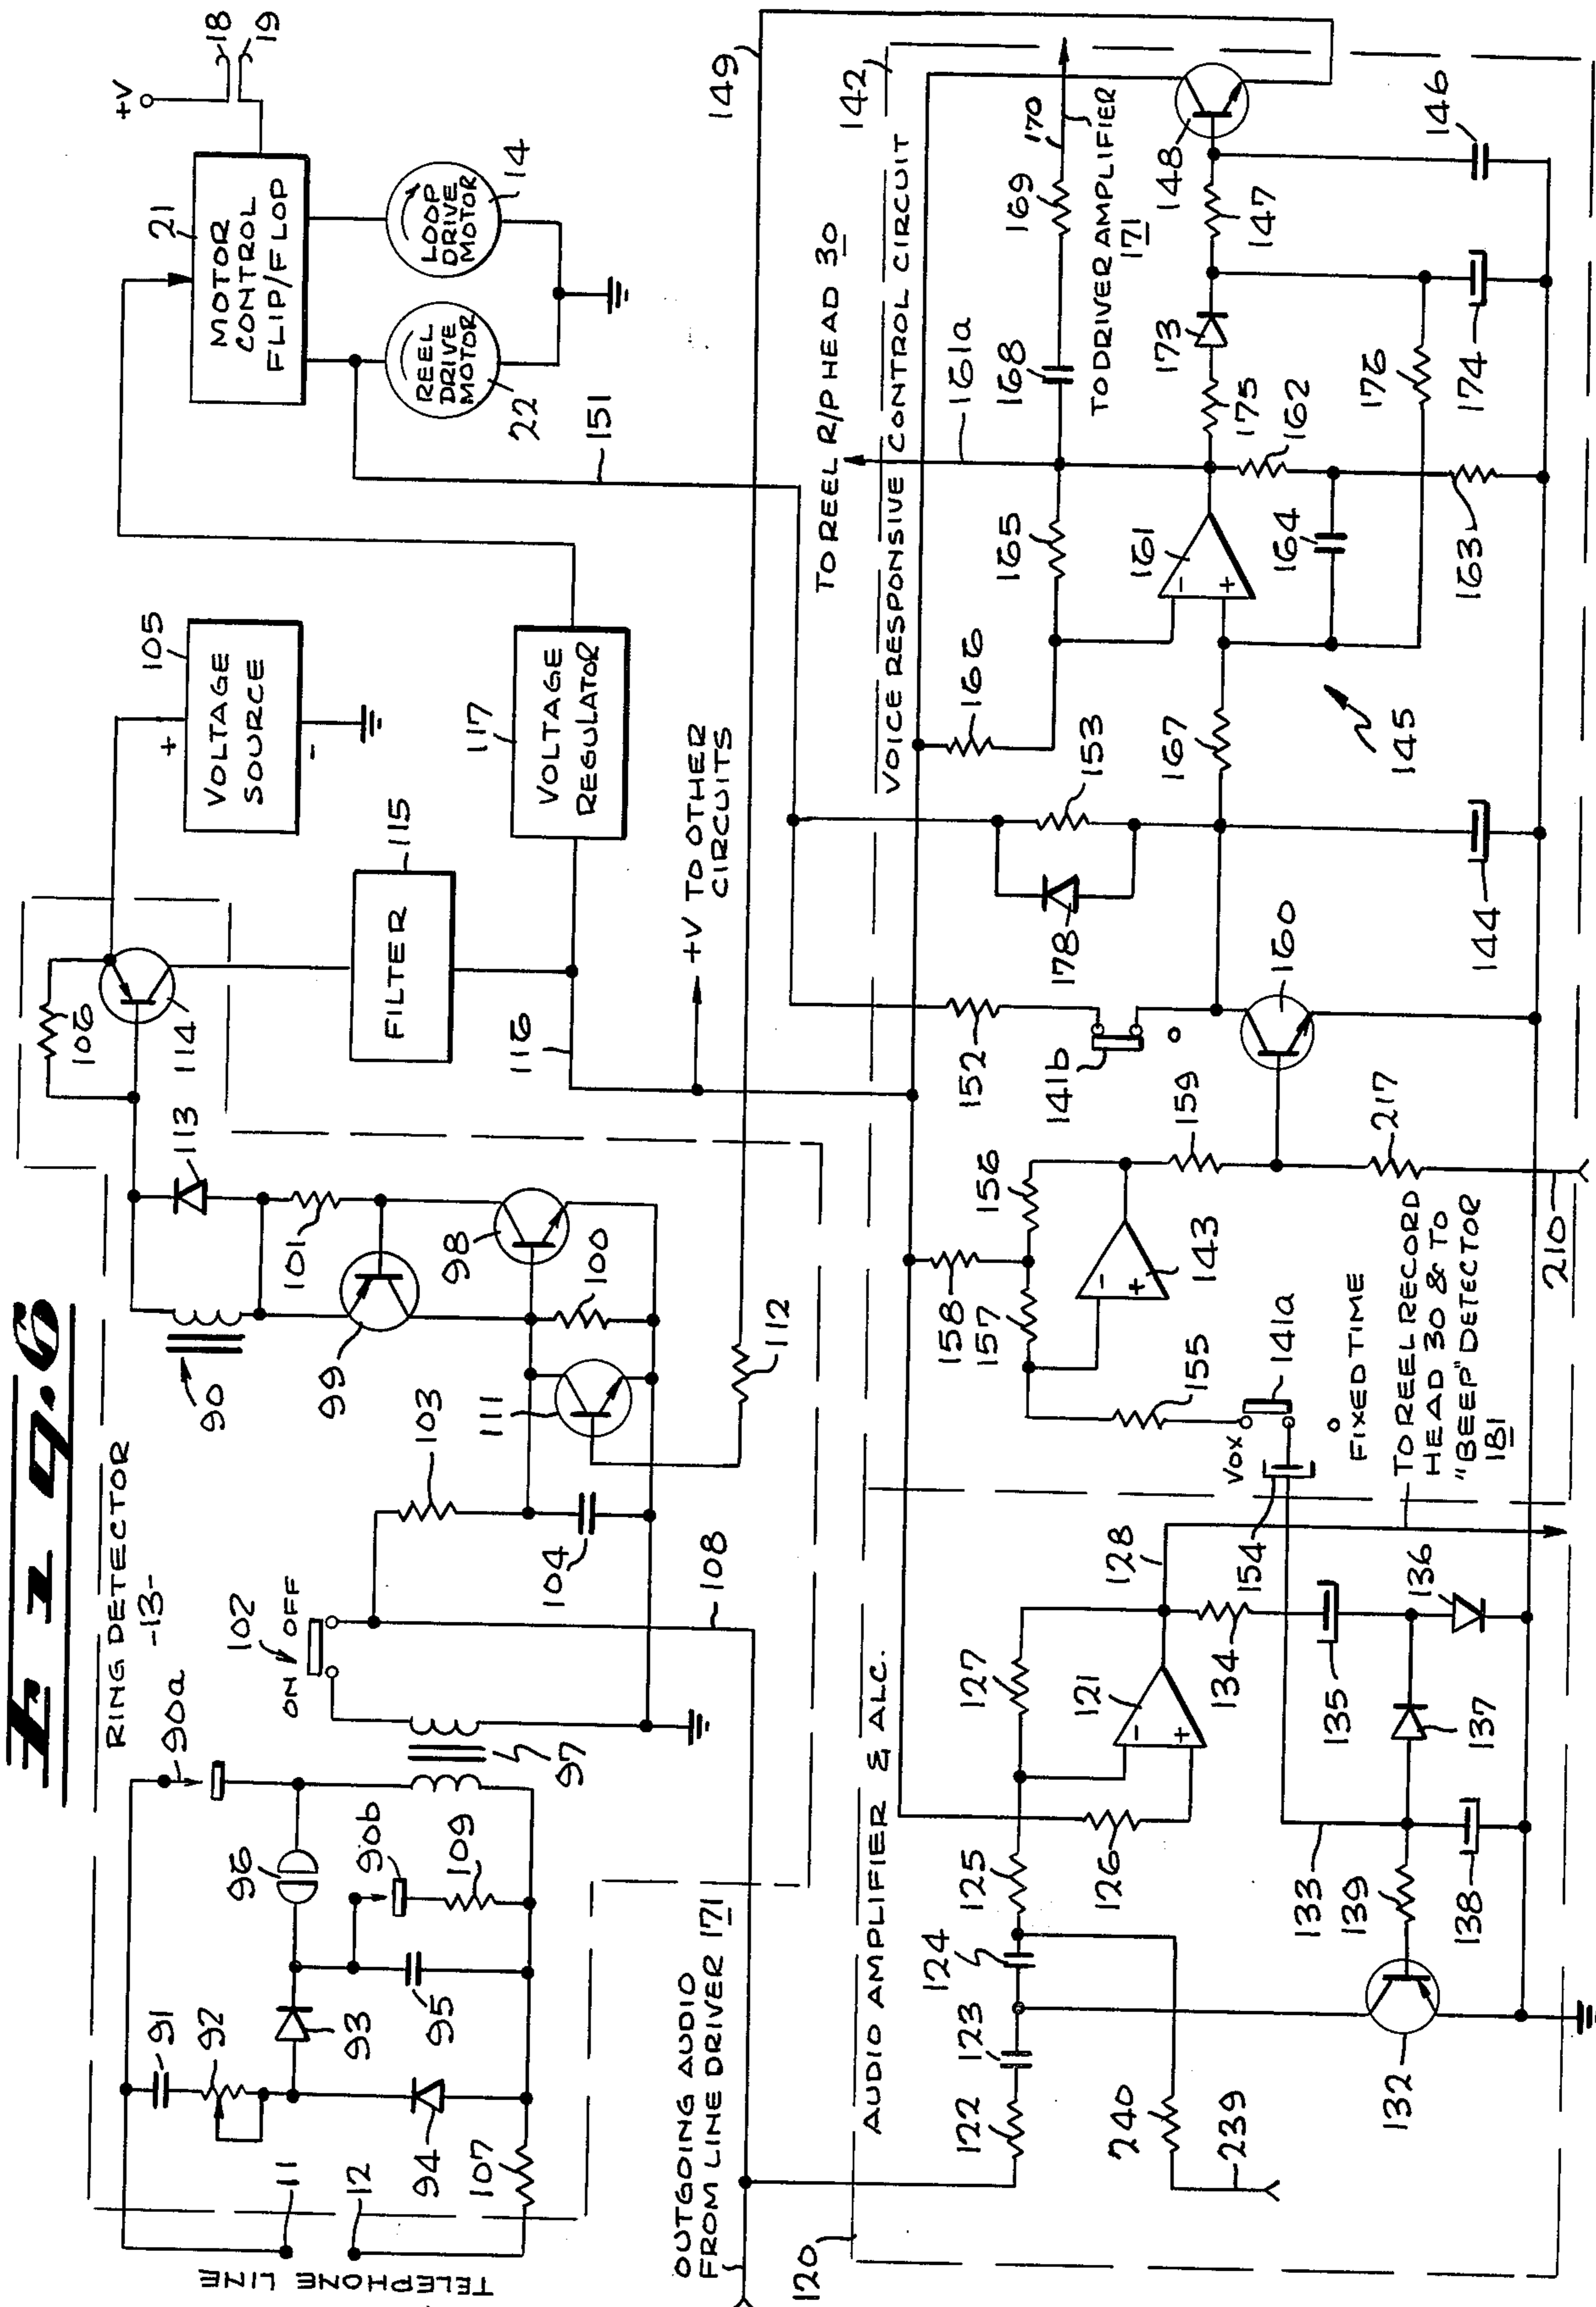 Fig. 6
RING DETECTOR
-13-
TELEPHONE LINE
11
12
90a
91
92
93
94
95
96
90b
109
107
97
102
ON
OFF
103
104
108
90
99
101
98
100
111
112
113
106
114
FILTER
115
116
+V TO OTHER
CIRCUITS
105
VOLTAGE
SOURCE
+
-
117
VOLTAGE
REGULATOR
21
MOTOR
CONTROL
FLIP/FLOP
+V
18
19
REEL
DRIVE
MOTOR
22
LOOP
DRIVE
MOTOR
14
151
149
OUTGOING AUDIO
FROM LINE DRIVER 171
120
AUDIO AMPLIFIER & ALC.
122
123
124
125
126
127
121
-
+
128
240
239
132
133
139
138
137
136
135
134
154
TO REEL RECORD
HEAD 30 & TO
"BEEP" DETECTOR
181
142
VOICE RESPONSIVE CONTROL CIRCUIT
VOX
141a
FIXED TIME
155
157
158
156
143
-
+
159
217
210
160
141b
152
178
153
144
167
166
165
161
-
+
145
164
163
162
161a
TO REEL R/P HEAD 30
168
169
170
TO DRIVER AMPLIFIER
171
175
173
176
174
147
148
146